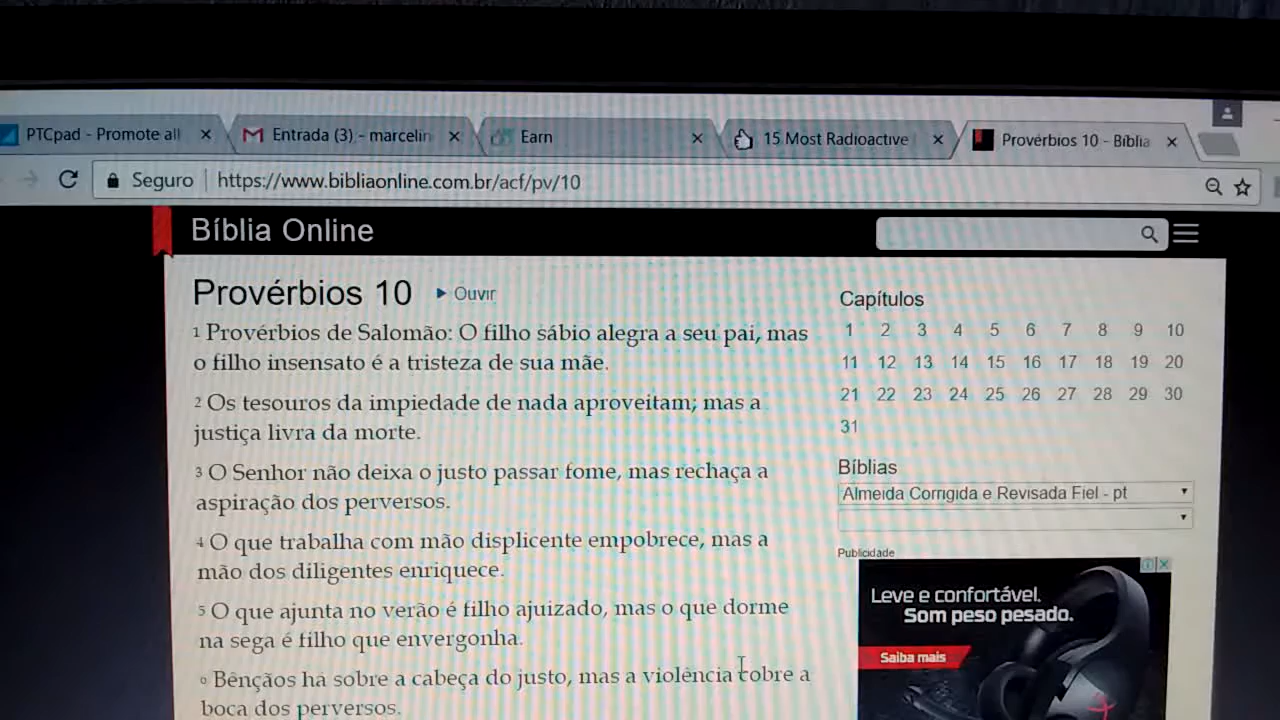 PTCpad - Promote all
Entrada (3) - marcelin
Earn
15 Most Radioactive
Provérbios 10 - Bíblia
Seguro
https://www.bibliaonline.com.br/acf/pv/10
Bíblia Online
Provérbios 10
Ouvir
1 Provérbios de Salomão: O filho sábio alegra a seu pai, mas
o filho insensato é a tristeza de sua mãe.
2 Os tesouros da impiedade de nada aproveitam; mas a
justiça livra da morte.
3 O Senhor não deixa o justo passar fome, mas rechaça a
aspiração dos perversos.
4 O que trabalha com mão displicente empobrece, mas a
mão dos diligentes enriquece.
5 O que ajunta no verão é filho ajuizado, mas o que dorme
na sega é filho que envergonha.
6 Bênçãos há sobre a cabeça do justo, mas a violência cobre a
boca dos perversos.
Capítulos
1 2 3 4 5 6 7 8 9 10
11 12 13 14 15 16 17 18 19 20
21 22 23 24 25 26 27 28 29 30
31
Bíblias
Almeida Corrigida e Revisada Fiel - pt
Publicidade
Leve e confortável.
Som peso pesado.
Saiba mais